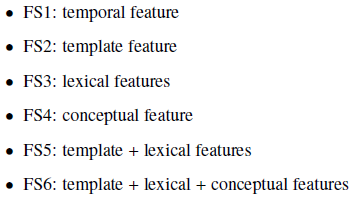 • FS1: temporal feature
• FS2: template feature
• FS3: lexical features
• FS4: conceptual feature
• FS5: template + lexical features
• FS6: template + lexical + conceptual features